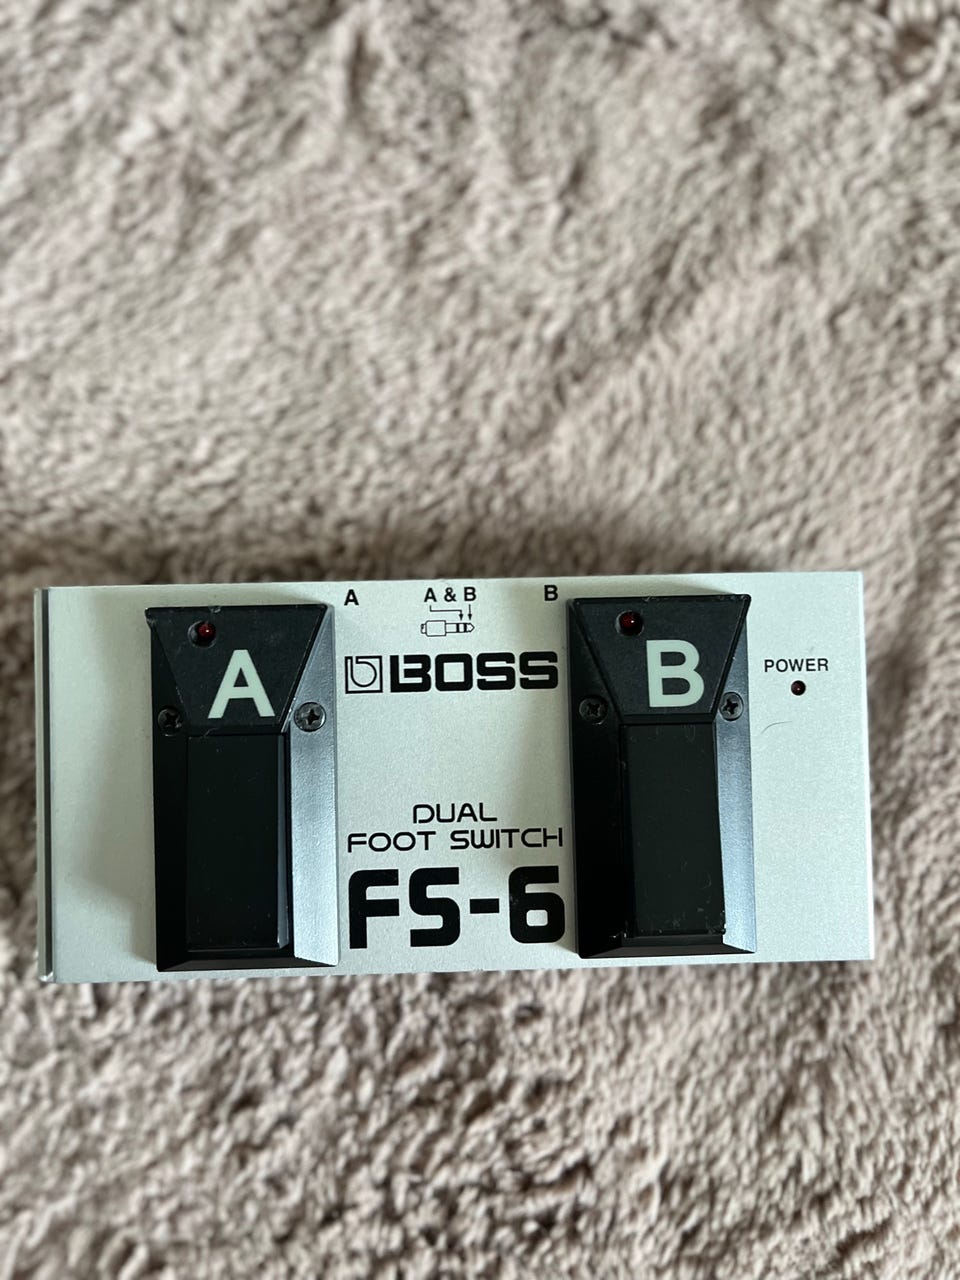 A A & B B
BOSS
A B
POWER
DUAL
FOOT SWITCH
FS-6